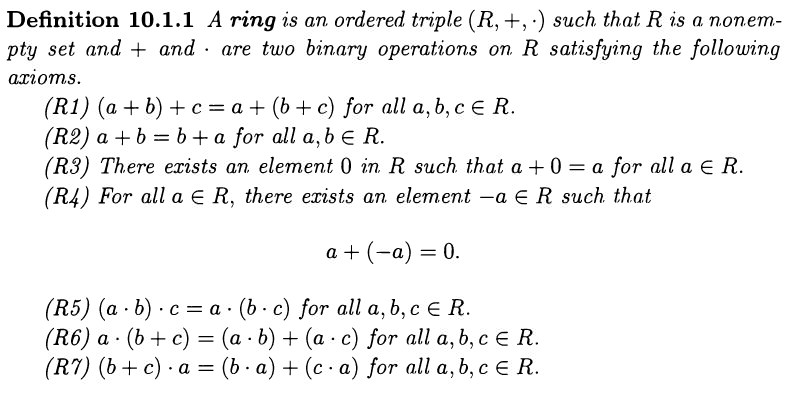 Definition 10.1.1 A ring is an ordered triple (R, +, ·) such that R is a nonem-
pty set and + and · are two binary operations on R satisfying the following
axioms.
(R1) (a + b) + c = a + (b + c) for all a, b, c ∈ R.
(R2) a + b = b + a for all a, b ∈ R.
(R3) There exists an element 0 in R such that a + 0 = a for all a ∈ R.
(R4) For all a ∈ R, there exists an element −a ∈ R such that
a + (−a) = 0.
(R5) (a · b) · c = a · (b · c) for all a, b, c ∈ R.
(R6) a · (b + c) = (a · b) + (a · c) for all a, b, c ∈ R.
(R7) (b + c) · a = (b · a) + (c · a) for all a, b, c ∈ R.